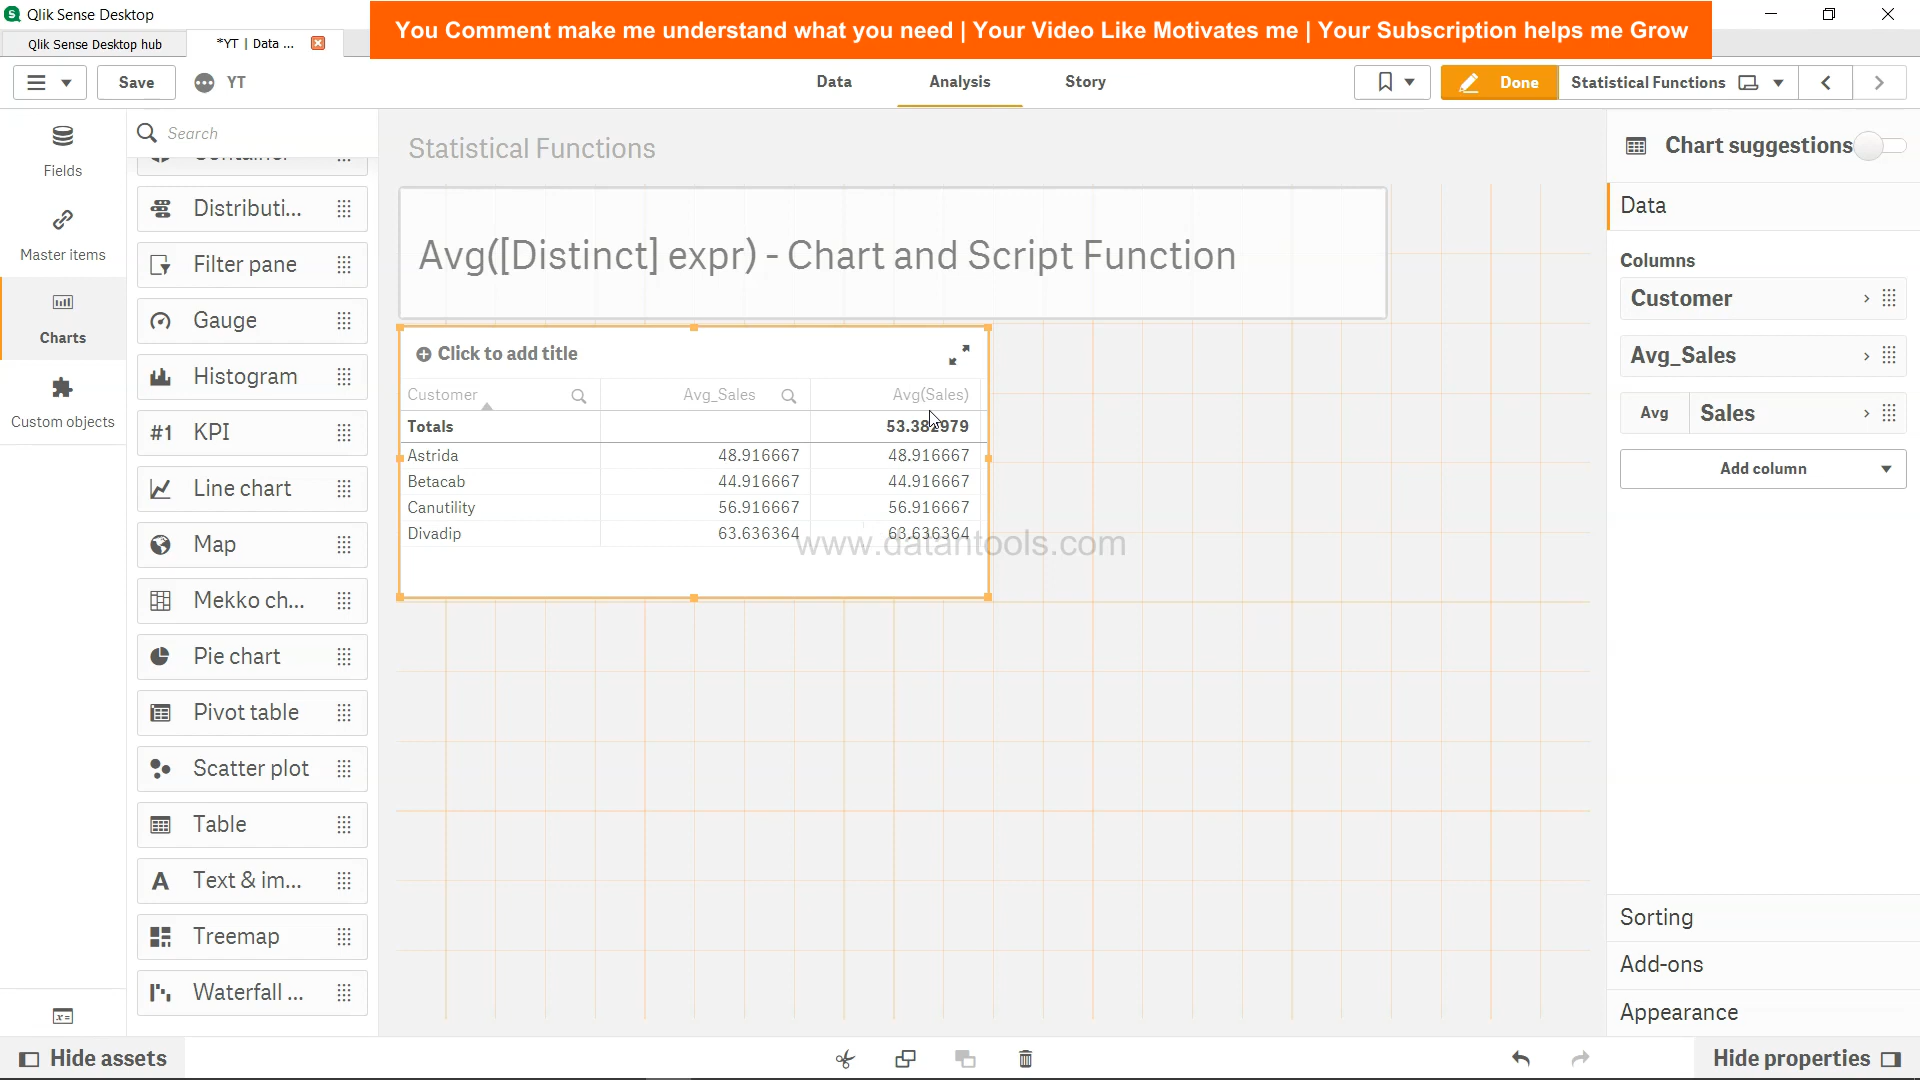 Qlik Sense Desktop
You Comment make me understand what you need | Your Video Like Motivates me | Your Subscription helps me Grow
Qlik Sense Desktop hub
*YT | Data ...
Save
YT
Data
Analysis
Story
Done
Statistical Functions
Fields
Master items
Charts
Custom objects
Search
Container
Distributi...
Filter pane
Gauge
Histogram
#1 KPI
Line chart
Map
Mekko ch...
Pie chart
Pivot table
Scatter plot
Table
A Text & im...
Treemap
Waterfall ...
Statistical Functions
Avg([Distinct] expr) - Chart and Script Function
Click to add title
Customer Avg_Sales Avg(Sales)
Totals 53.382979
Astrida 48.916667 48.916667
Betacab 44.916667 44.916667
Canutility 56.916667 56.916667
Divadip 63.636364 63.636364
www.datantools.com
Chart suggestions
Data
Columns
Customer
Avg_Sales
Avg Sales
Add column
Sorting
Add-ons
Appearance
Hide assets
Hide properties